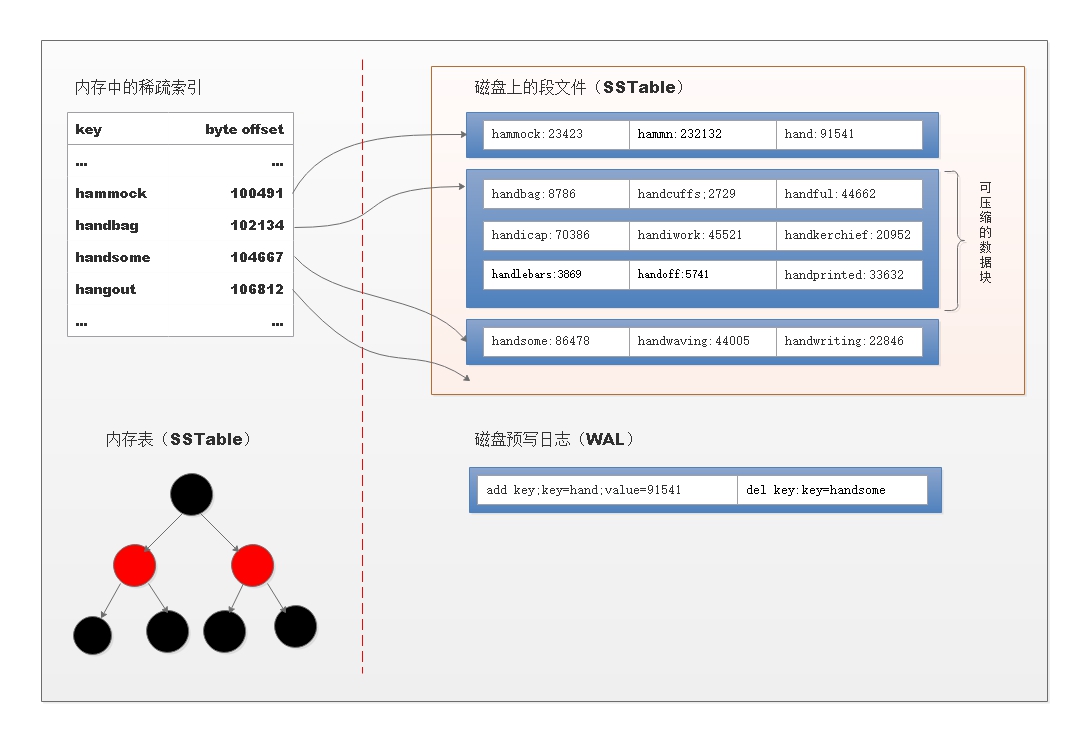 内存中的稀疏索引
key byte offset
... ...
hammock 100491
handbag 102134
handsome 104667
hangout 106812
... ...
磁盘上的段文件（SSTable）
hammock:23423 hammn:232132 hand:91541
handbag:8786 handcuffs;2729 handful:44662
handicap:70386 handiwork:45521 handkerchief:20952
handlebars:3869 handoff:5741 handprinted:33632
handsome:86478 handwaving:44005 handwriting:22846
可压缩的数据块
内存表（SSTable）
磁盘预写日志（WAL）
add key;key=hand;value=91541 del key:key=handsome